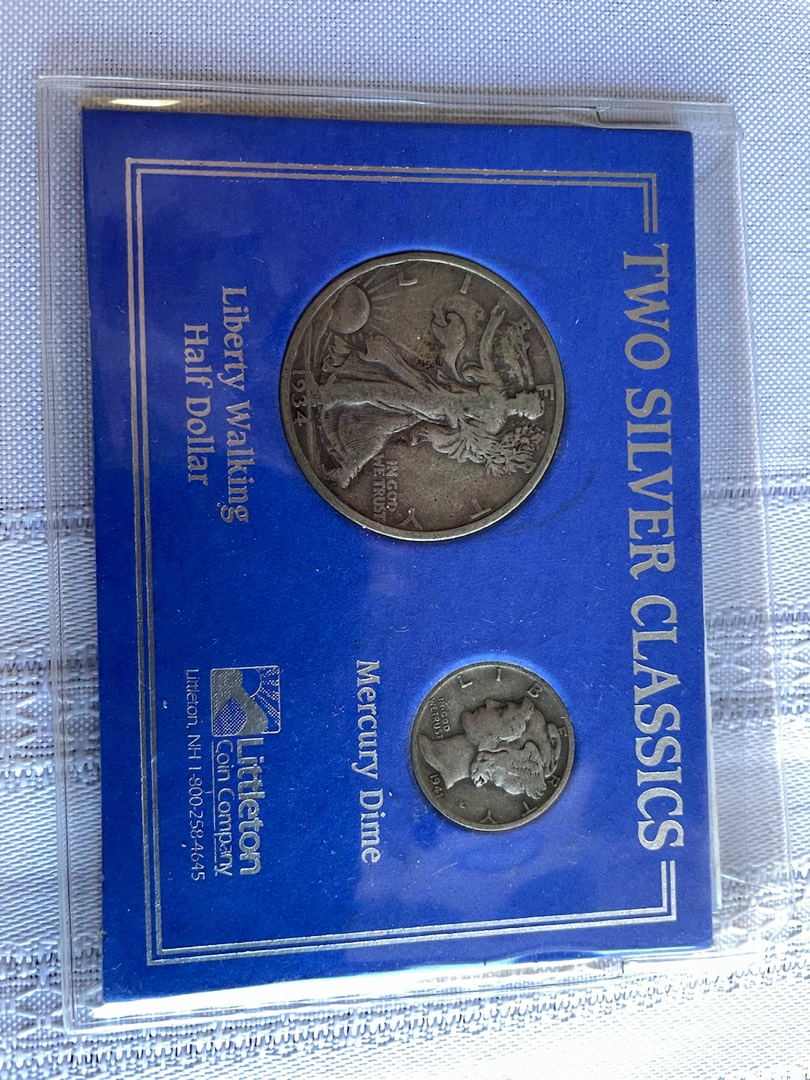 TWO SILVER CLASSICS
LIBERTY
IN GOD
WE TRUST
1934
Liberty Walking
Half Dollar
LIBERTY
IN GOD
WE TRUST
1941
Mercury Dime
Littleton
Coin Company
Littleton, NH 1-800-258-4645